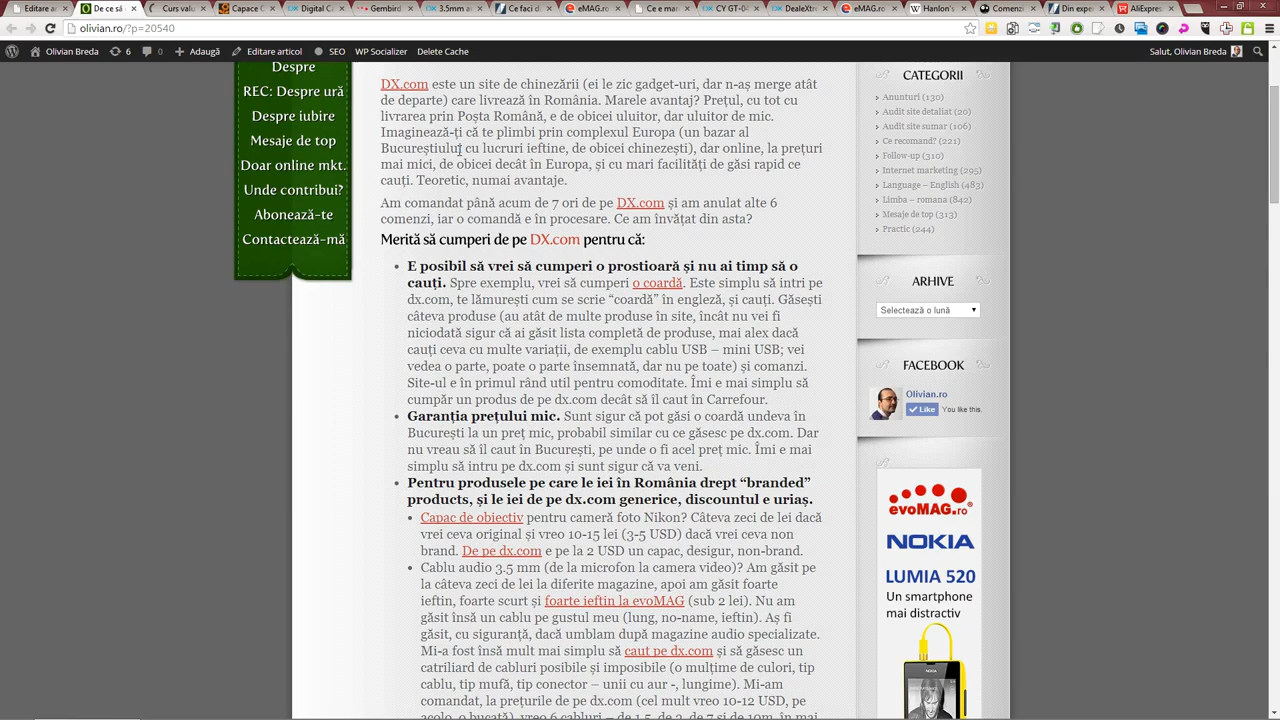 Editare ar
De ce să
Curs valu
Capace C
Digital Ca
Gembird
3.5mm au
Ce faci di
eMAG.ro
Ce e mar
CY GT-04
DealeXtre
eMAG.ro
Hanlon's
Comenzi
Din exper
AliExpres
olivian.ro/?p=20540
Olivian Breda
6
0
Adaugă
Editare articol
SEO
WP Socializer
Delete Cache
Salut, Olivian Breda
Despre
REC: Despre ură
Despre iubire
Mesaje de top
Doar online mkt.
Unde contribui?
Abonează-te
Contactează-mă
DX.com este un site de chinezării (ei le zic gadget-uri, dar n-aș merge atât
de departe) care livrează în România. Marele avantaj? Prețul, cu tot cu
livrarea prin Poșta Română, e de obicei uluitor, dar uluitor de mic.
Imaginează-ți că te plimbi prin complexul Europa (un bazar al
Bucureștiului cu lucruri ieftine, de obicei chinezești), dar online, la prețuri
mai mici, de obicei decât în Europa, și cu mari facilități de găsi rapid ce
cauți. Teoretic, numai avantaje.
Am comandat până acum de 7 ori de pe DX.com și am anulat alte 6
comenzi, iar o comandă e în procesare. Ce am învățat din asta?
Merită să cumperi de pe DX.com pentru că:
• E posibil să vrei să cumperi o prostioară și nu ai timp să o
cauți. Spre exemplu, vrei să cumperi o coardă. Este simplu să intri pe
dx.com, te lămurești cum se scrie “coardă” în engleză, și cauți. Găsești
câteva produse (au atât de multe produse în site, încât nu vei fi
niciodată sigur că ai găsit lista completă de produse, mai alex dacă
cauți ceva cu multe variații, de exemplu cablu USB – mini USB; vei
vedea o parte, poate o parte însemnată, dar nu pe toate) și comanzi.
Site-ul e în primul rând util pentru comoditate. Îmi e mai simplu să
cumpăr un produs de pe dx.com decât să îl caut în Carrefour.
• Garanția prețului mic. Sunt sigur că pot găsi o coardă undeva în
București la un preț mic, probabil similar cu ce găsesc pe dx.com. Dar
nu vreau să îl caut în București, pe unde o fi acel preț mic. Îmi e mai
simplu să intru pe dx.com și sunt sigur că va veni.
• Pentru produsele pe care le iei în România drept “branded”
products, și le iei de pe dx.com generice, discountul e uriaș.
• Capac de obiectiv pentru cameră foto Nikon? Câteva zeci de lei dacă
vrei ceva original și vreo 10-15 lei (3-5 USD) dacă vrei ceva non
brand. De pe dx.com e pe la 2 USD un capac, desigur, non-brand.
• Cablu audio 3.5 mm (de la microfon la camera video)? Am găsit pe
la câteva zeci de lei la diferite magazine, apoi am găsit foarte
ieftin, foarte scurt și foarte ieftin la evoMAG (sub 2 lei). Nu am
găsit însă un cablu pe gustul meu (lung, no-name, ieftin). Aș fi
găsit, cu siguranță, dacă umblam după magazine audio specializate.
Mi-a fost însă mult mai simplu să caut pe dx.com și să găsesc un
catriliard de cabluri posibile și imposibile (o mulțime de culori, tip
cablu, tip mufă, tip conector – unii cu aur -, lungime). Mi-am
comandat, la prețurile de pe dx.com (cel mult vreo 10-12 USD, pe
acolo, o bucată), vreo 6 cabluri – de 1,5, de 3, de 7 și de 10m, în mai
CATEGORII
Anunturi (130)
Audit site detaliat (20)
Audit site sumar (106)
Ce recomand? (221)
Follow-up (310)
Internet marketing (295)
Language – English (483)
Limba – romana (842)
Mesaje de top (313)
Practic (244)
ARHIVE
Selectează o lună
FACEBOOK
Olivian.ro
Like
You like this.
evoMAG.ro
NOKIA
LUMIA 520
Un smartphone
mai distractiv